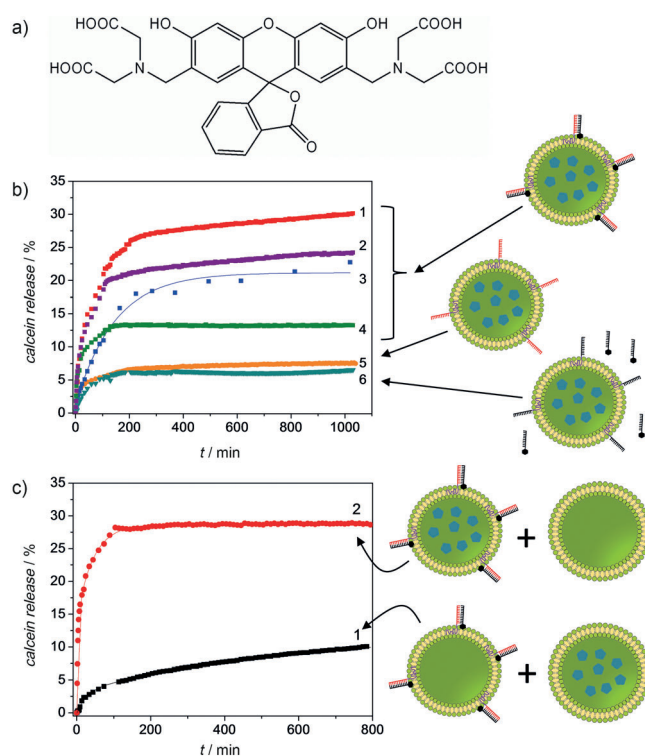 a)
COOH
HOOC
HOOC
N
HO
O
OH
O
O
N
COOH
COOH
b)
calcein release / %
35
30
25
20
15
10
5
0
1
2
3
4
5
6
0 200 400 600 800 1000
t / min
c)
calcein release / %
35
30
25
20
15
10
5
0
2
1
0 200 400 600 800
t / min
+
+